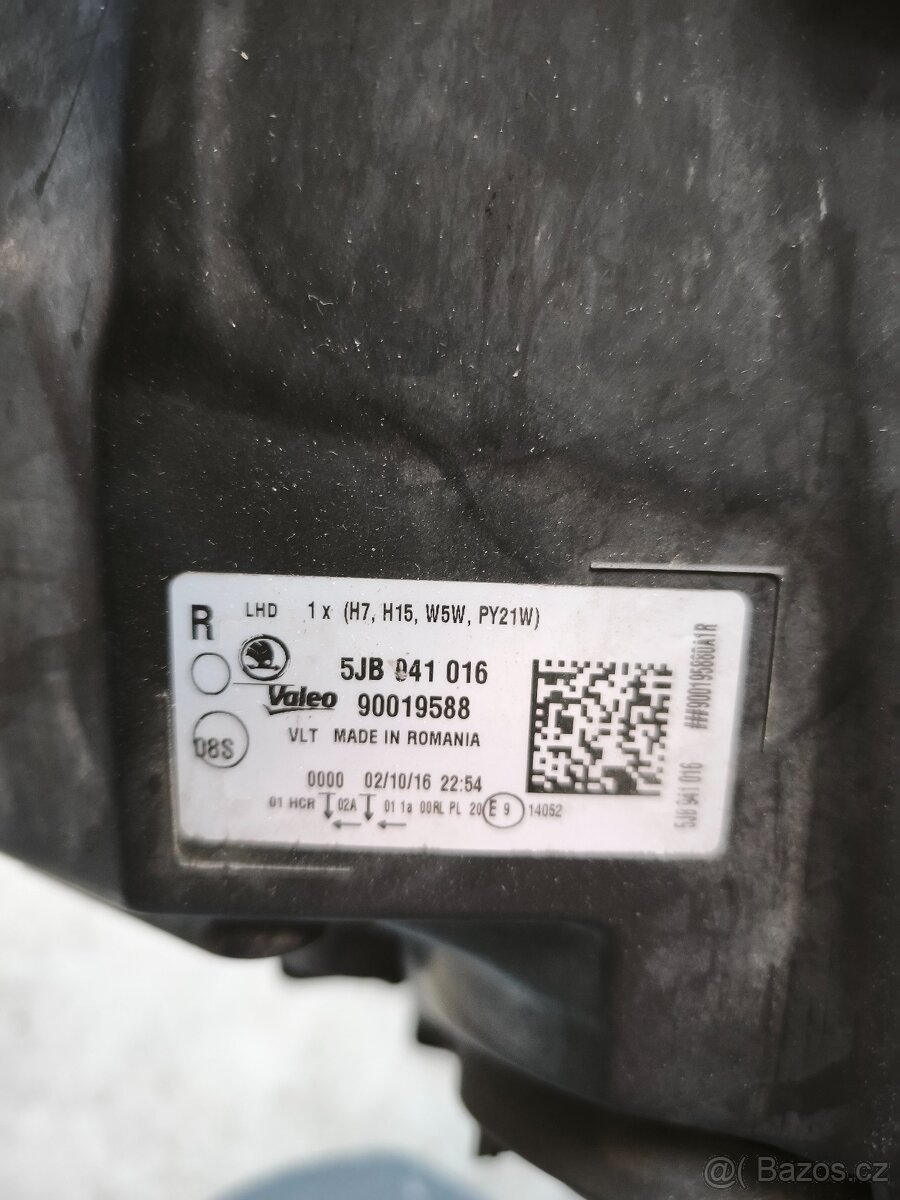 R LHD 1 x (H7, H15, W5W, PY21W)
5JB 941 016
Valeo 90019588
VLT MADE IN ROMANIA
08S
0000 02/10/16 22:54
01 HCR 02A 01 1a 00RL PL 20 E 9 14052
5JB 941 016 ###90019588UA1R
@( Bazos.cz